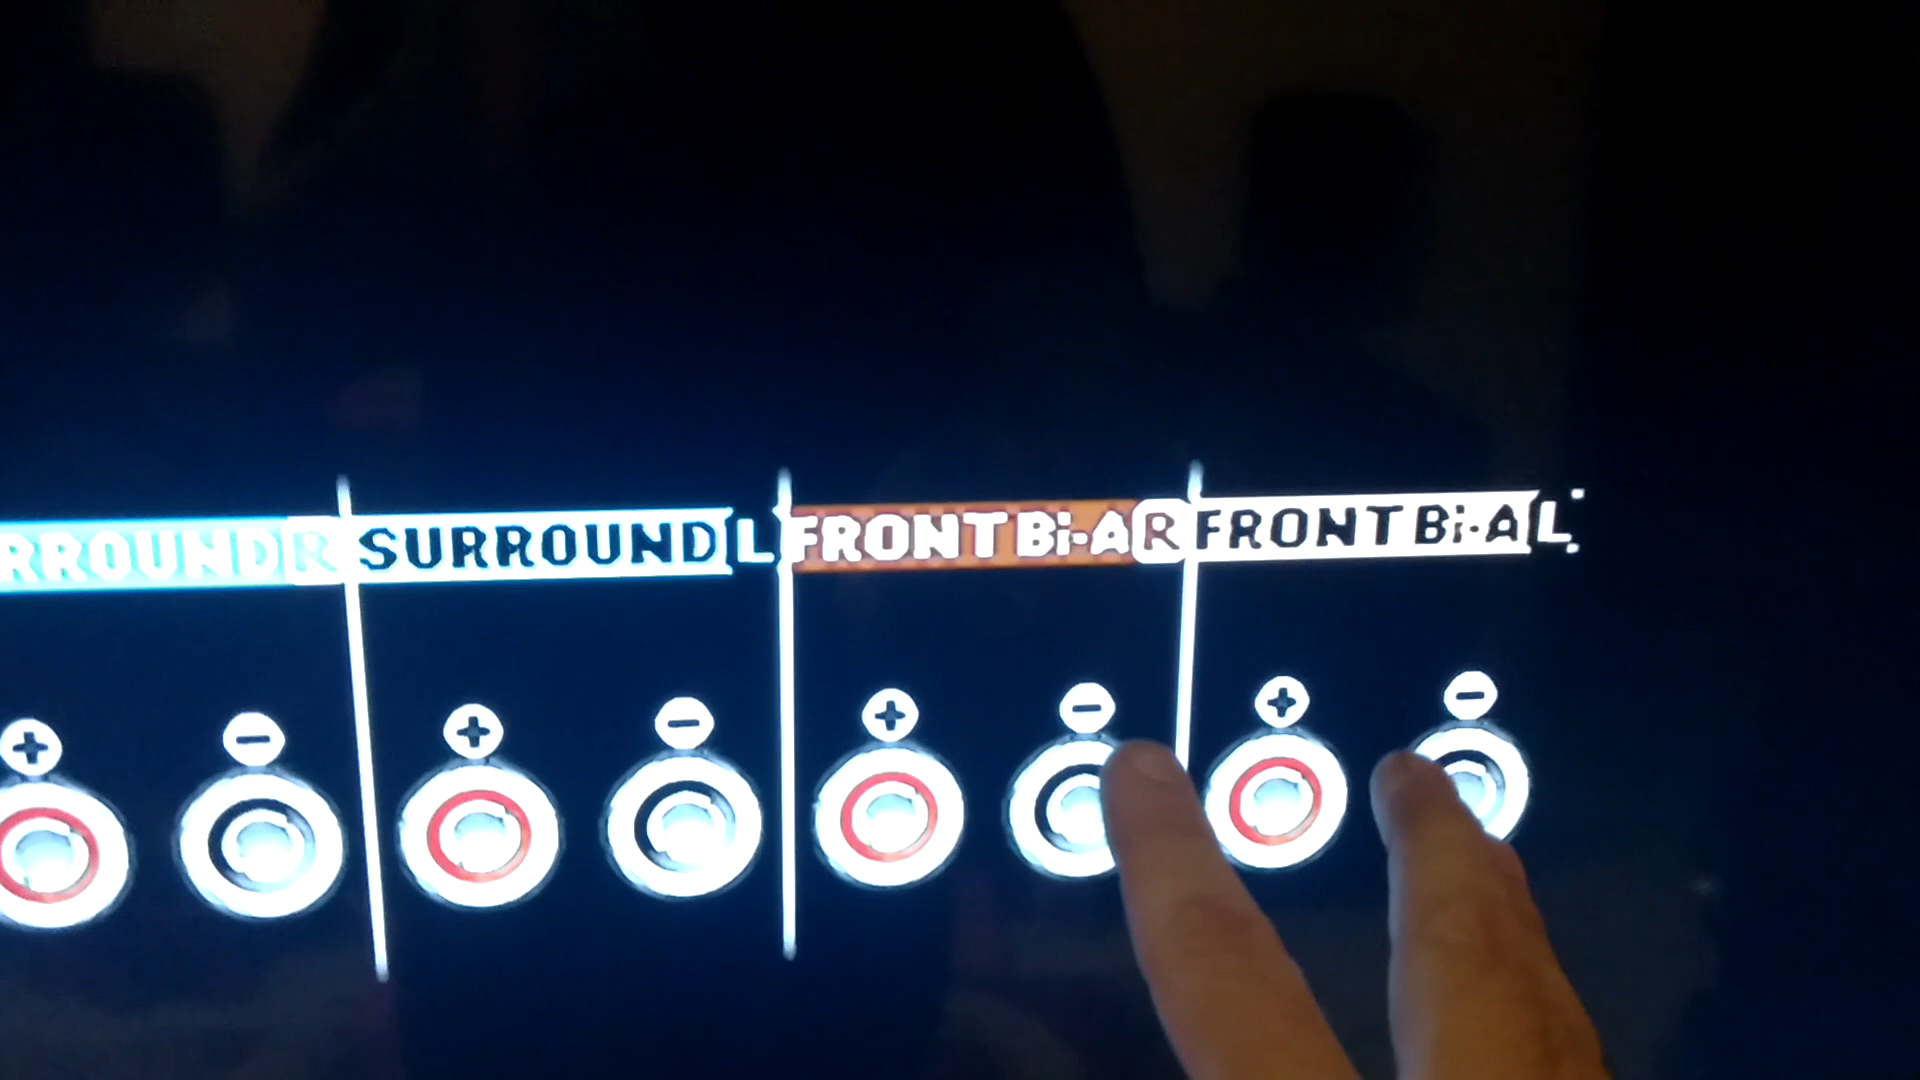 RROUND R SURROUND L FRONT Bi-A R FRONT Bi-A L
+ - + - + - + -